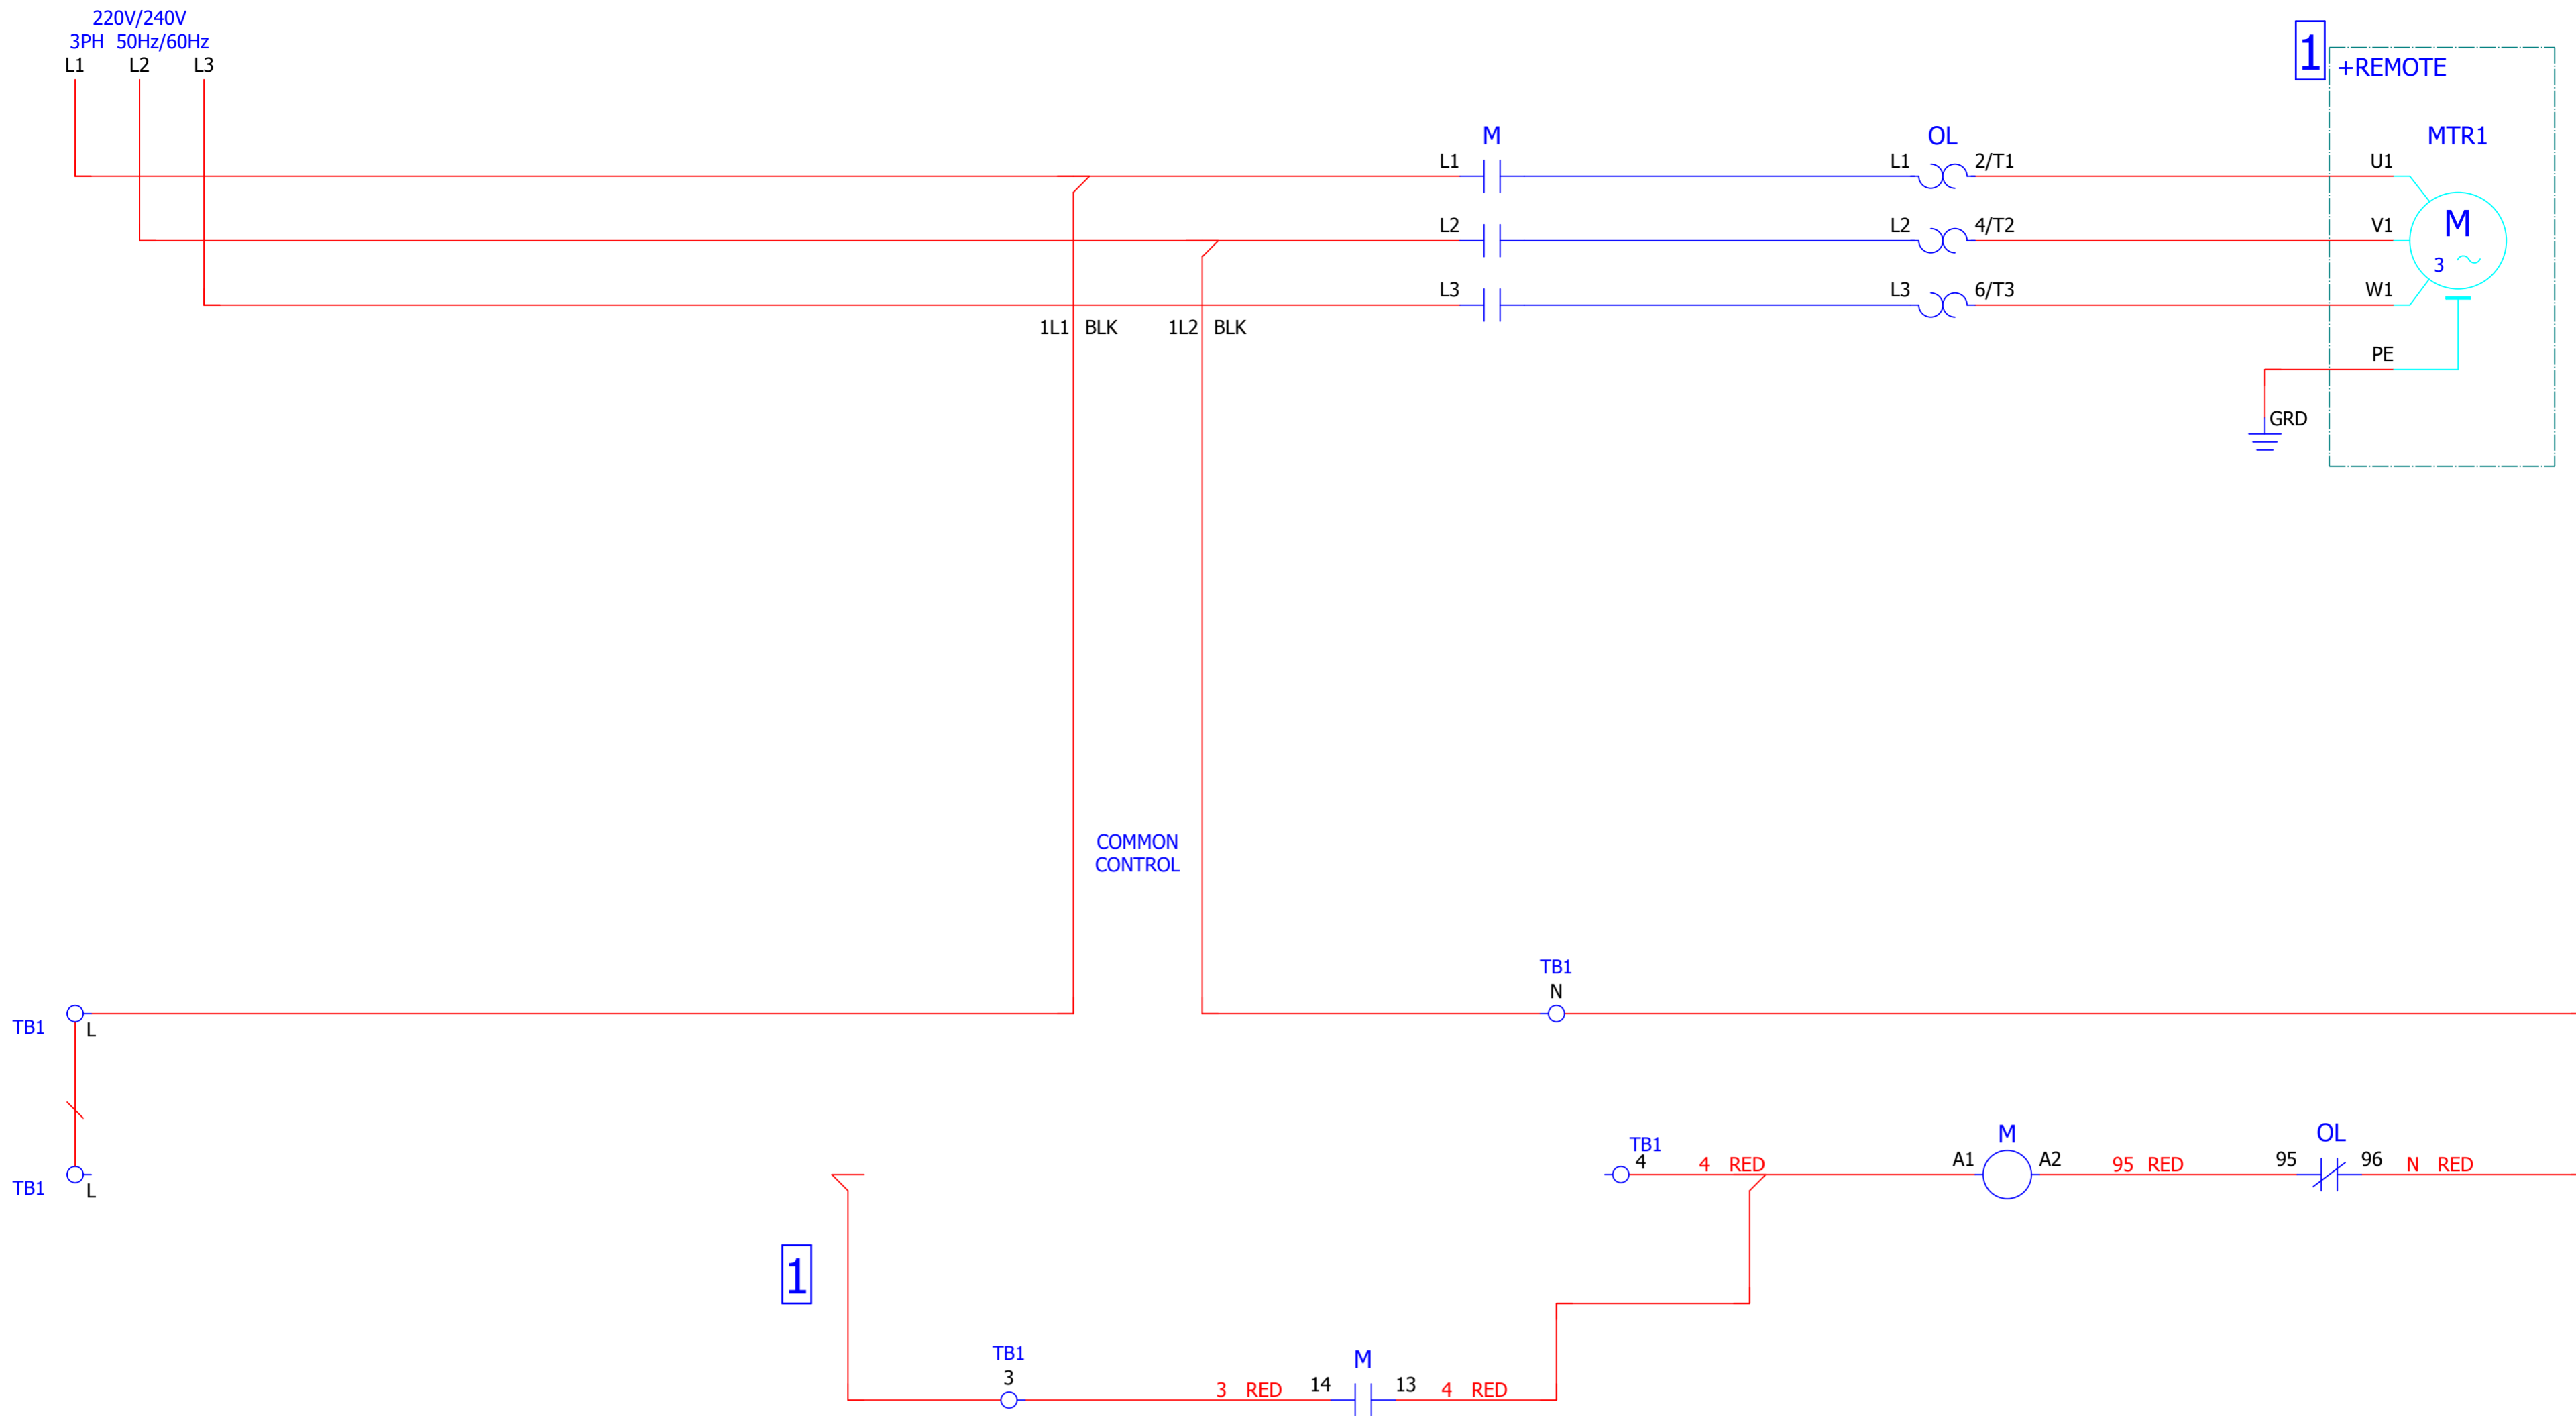 220V/240V
3PH 50Hz/60Hz
L1 L2 L3
1
+REMOTE
M OL MTR1
L1 L1 2/T1 U1
L2 L2 4/T2 V1
M
3
L3 L3 6/T3 W1
1L1 BLK 1L2 BLK
PE
GRD
COMMON
CONTROL
TB1
N
TB1 L
TB1
4 4 RED
M
A1 A2 95 RED
OL
95 96 N RED
TB1 L
1
TB1
3
3 RED 14
M
13 4 RED